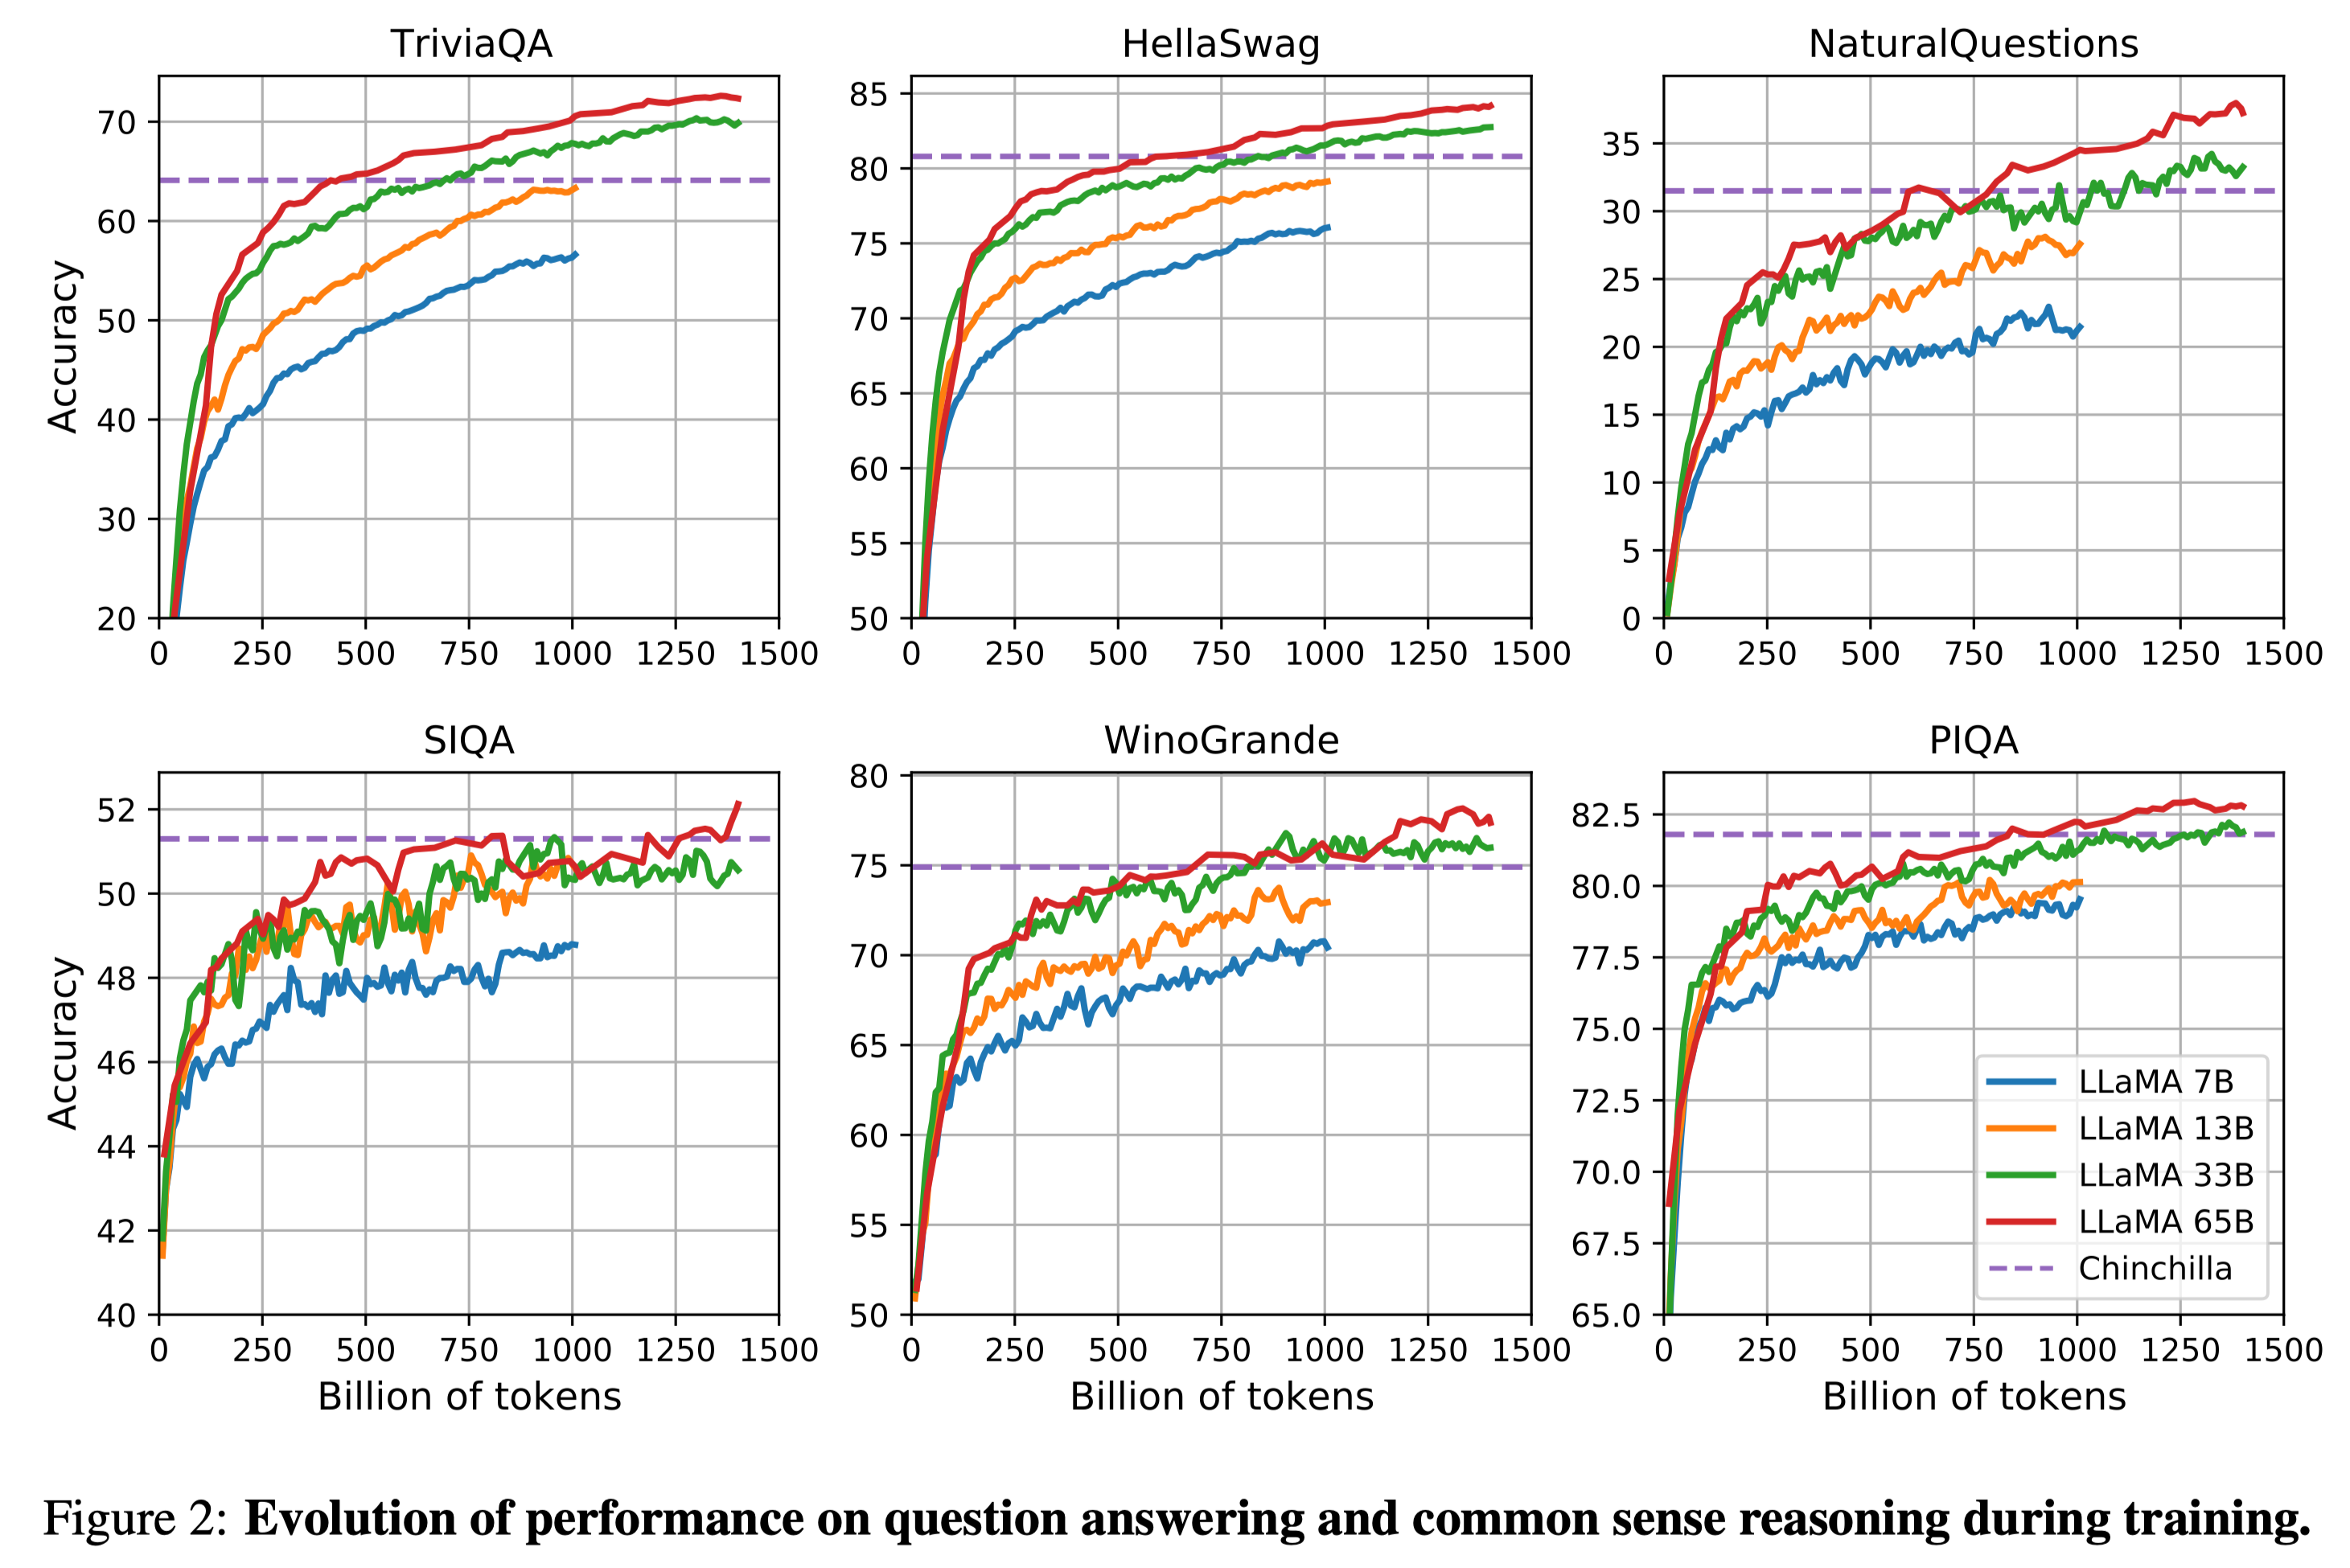 TriviaQA
Accuracy
70
60
50
40
30
20
0 250 500 750 1000 1250 1500
HellaSwag
85
80
75
70
65
60
55
50
0 250 500 750 1000 1250 1500
NaturalQuestions
35
30
25
20
15
10
5
0
0 250 500 750 1000 1250 1500
SIQA
Accuracy
52
50
48
46
44
42
40
0 250 500 750 1000 1250 1500
Billion of tokens
WinoGrande
80
75
70
65
60
55
50
0 250 500 750 1000 1250 1500
Billion of tokens
PIQA
82.5
80.0
77.5
75.0
72.5
70.0
67.5
65.0
LLaMA 7B
LLaMA 13B
LLaMA 33B
LLaMA 65B
Chinchilla
0 250 500 750 1000 1250 1500
Billion of tokens
Figure 2: Evolution of performance on question answering and common sense reasoning during training.